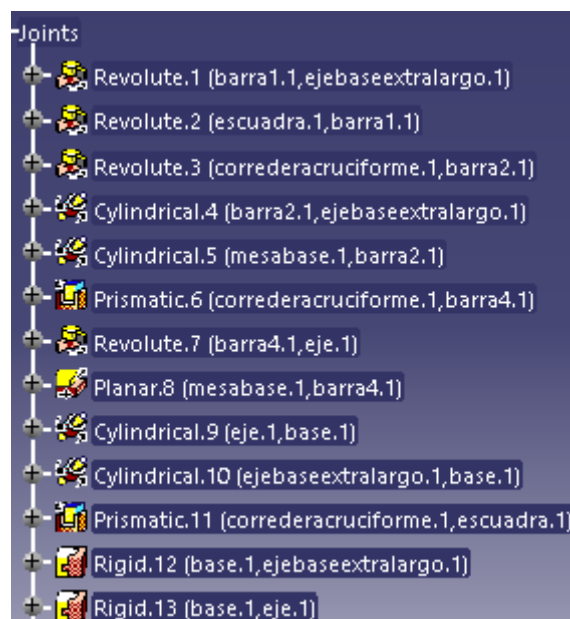 Joints
Revolute.1 (barra1.1,ejebaseextralargo.1)
Revolute.2 (escuadra.1,barra1.1)
Revolute.3 (correderacruciforme.1,barra2.1)
Cylindrical.4 (barra2.1,ejebaseextralargo.1)
Cylindrical.5 (mesabase.1,barra2.1)
Prismatic.6 (correderacruciforme.1,barra4.1)
Revolute.7 (barra4.1,eje.1)
Planar.8 (mesabase.1,barra4.1)
Cylindrical.9 (eje.1,base.1)
Cylindrical.10 (ejebaseextralargo.1,base.1)
Prismatic.11 (correderacruciforme.1,escuadra.1)
Rigid.12 (base.1,ejebaseextralargo.1)
Rigid.13 (base.1,eje.1)